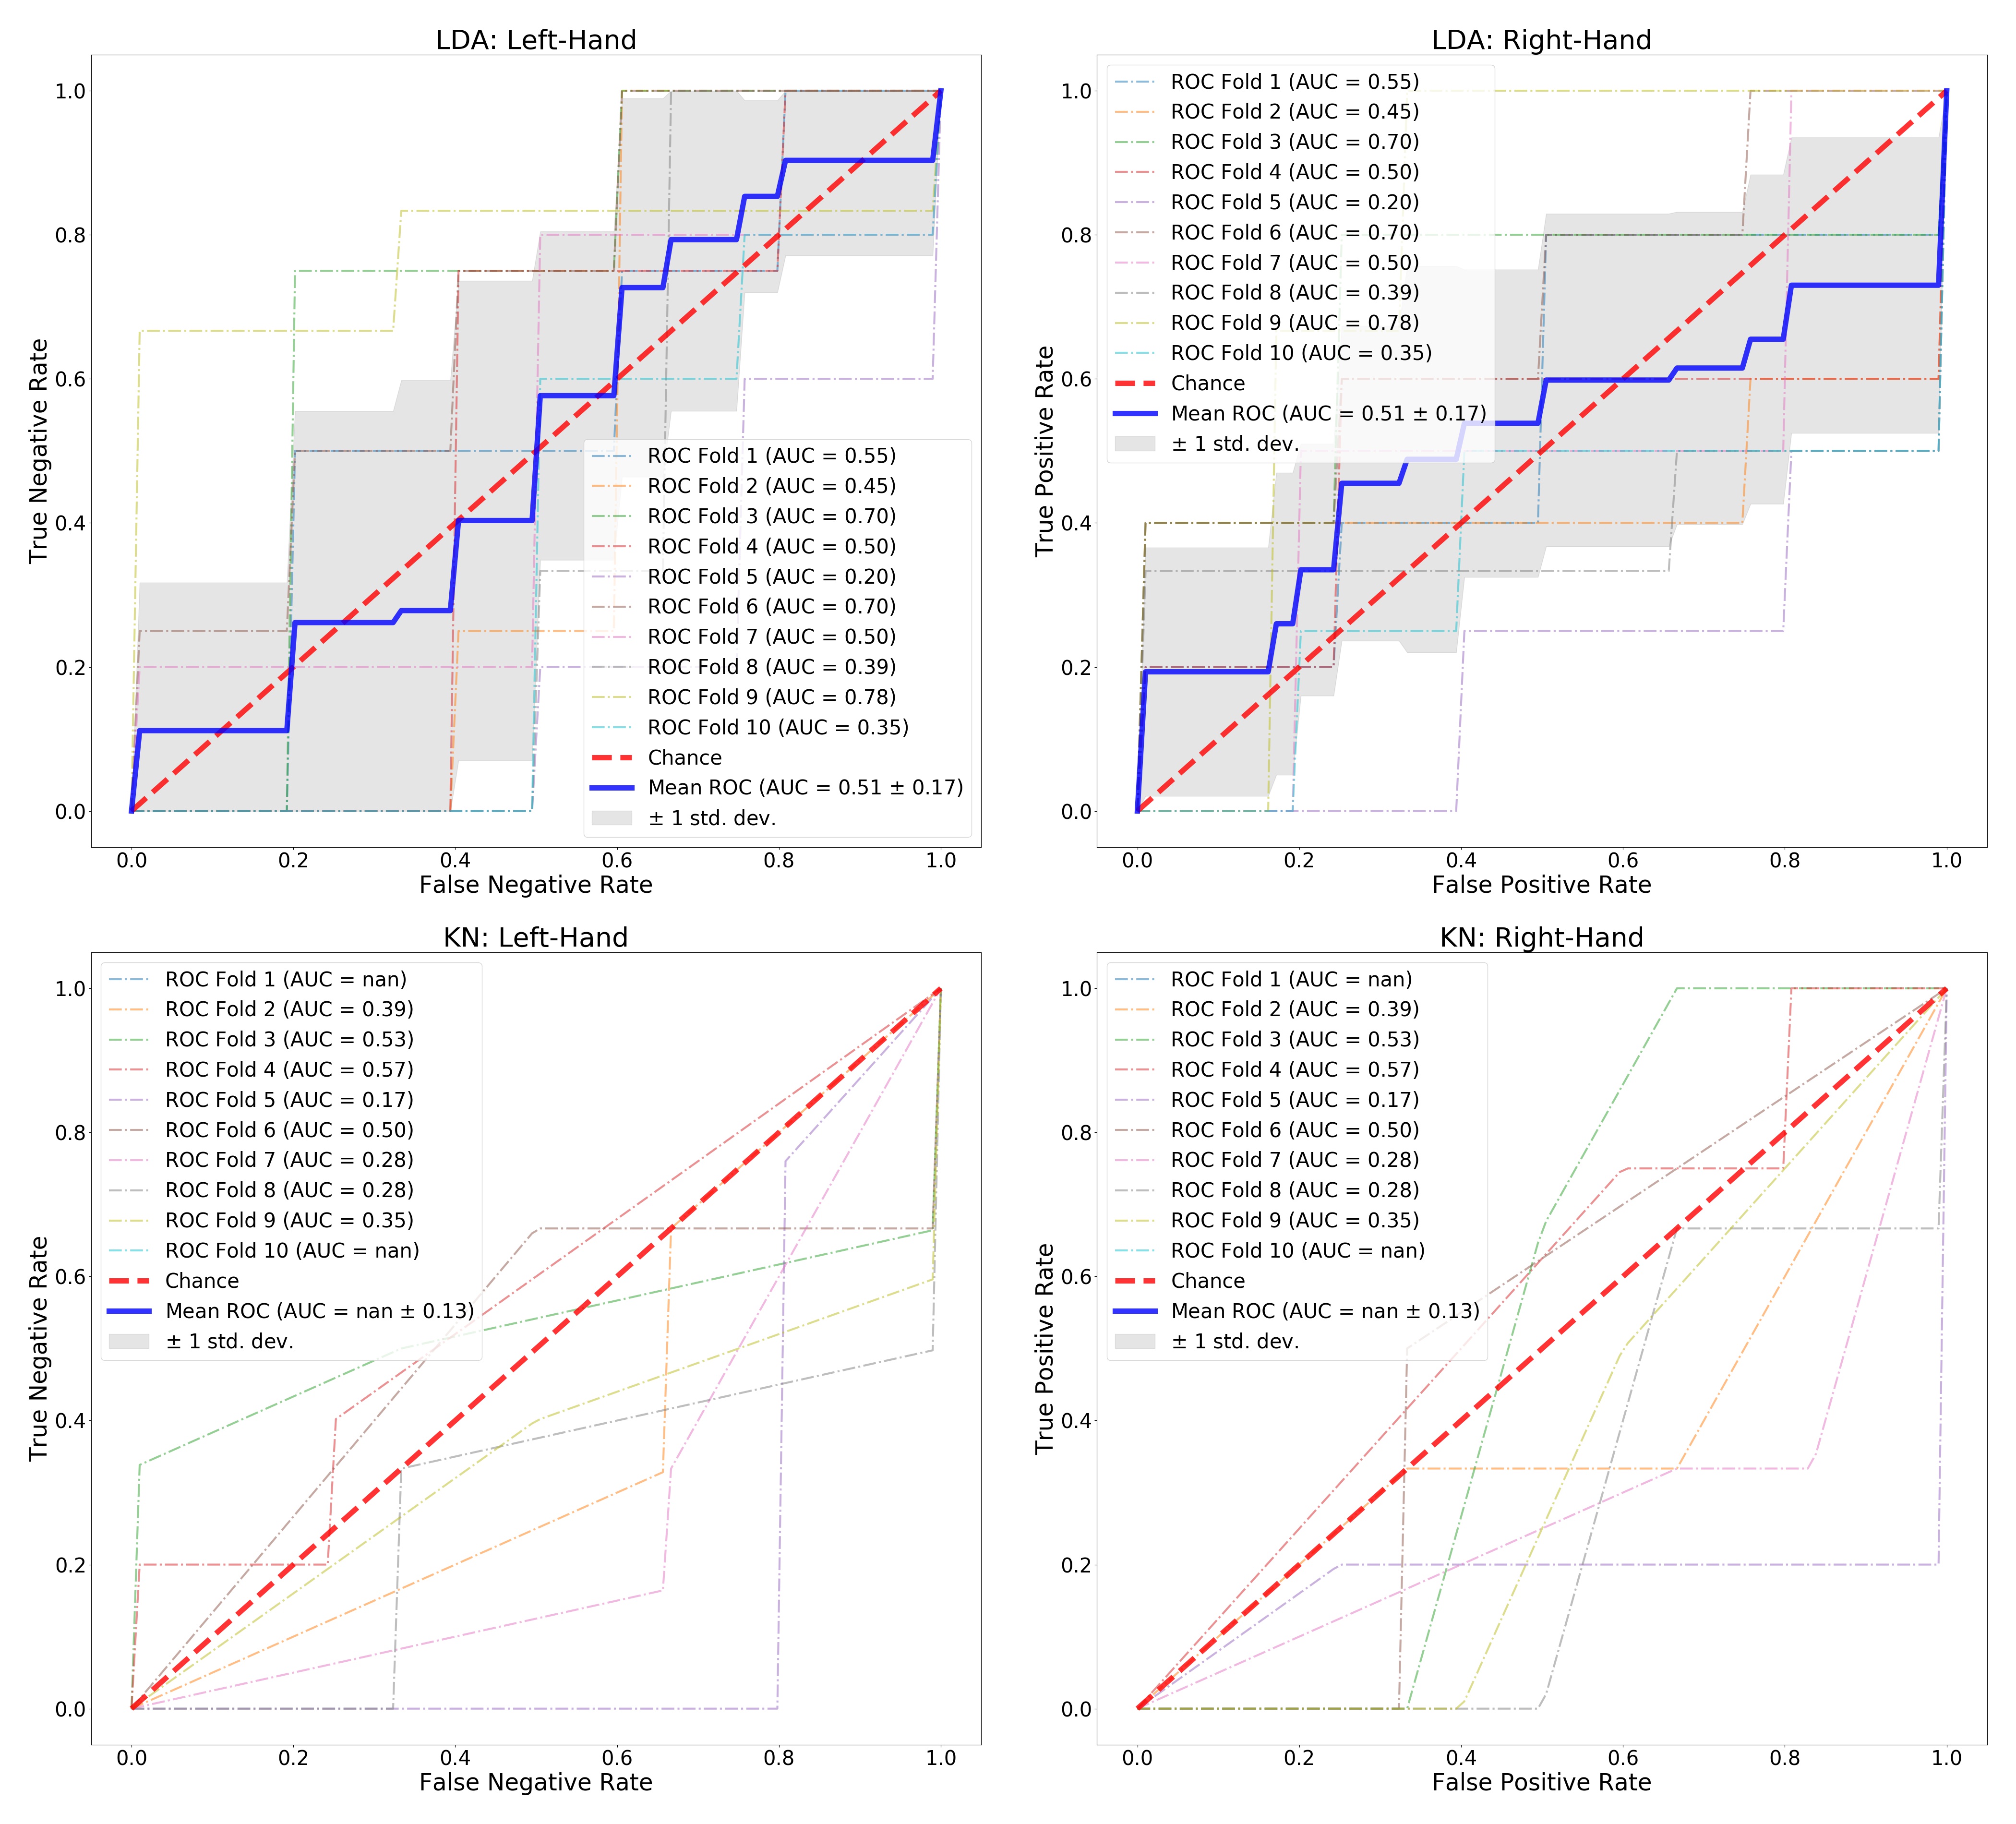 LDA: Left-Hand
True Negative Rate
1.0
0.8
0.6
0.4
0.2
0.0
ROC Fold 1 (AUC = 0.55)
ROC Fold 2 (AUC = 0.45)
ROC Fold 3 (AUC = 0.70)
ROC Fold 4 (AUC = 0.50)
ROC Fold 5 (AUC = 0.20)
ROC Fold 6 (AUC = 0.70)
ROC Fold 7 (AUC = 0.50)
ROC Fold 8 (AUC = 0.39)
ROC Fold 9 (AUC = 0.78)
ROC Fold 10 (AUC = 0.35)
Chance
Mean ROC (AUC = 0.51 ± 0.17)
± 1 std. dev.
0.0 0.2 0.4 0.6 0.8 1.0
False Negative Rate
LDA: Right-Hand
True Positive Rate
1.0
0.8
0.6
0.4
0.2
0.0
ROC Fold 1 (AUC = 0.55)
ROC Fold 2 (AUC = 0.45)
ROC Fold 3 (AUC = 0.70)
ROC Fold 4 (AUC = 0.50)
ROC Fold 5 (AUC = 0.20)
ROC Fold 6 (AUC = 0.70)
ROC Fold 7 (AUC = 0.50)
ROC Fold 8 (AUC = 0.39)
ROC Fold 9 (AUC = 0.78)
ROC Fold 10 (AUC = 0.35)
Chance
Mean ROC (AUC = 0.51 ± 0.17)
± 1 std. dev.
0.0 0.2 0.4 0.6 0.8 1.0
False Positive Rate
KN: Left-Hand
True Negative Rate
1.0
0.8
0.6
0.4
0.2
0.0
ROC Fold 1 (AUC = nan)
ROC Fold 2 (AUC = 0.39)
ROC Fold 3 (AUC = 0.53)
ROC Fold 4 (AUC = 0.57)
ROC Fold 5 (AUC = 0.17)
ROC Fold 6 (AUC = 0.50)
ROC Fold 7 (AUC = 0.28)
ROC Fold 8 (AUC = 0.28)
ROC Fold 9 (AUC = 0.35)
ROC Fold 10 (AUC = nan)
Chance
Mean ROC (AUC = nan ± 0.13)
± 1 std. dev.
0.0 0.2 0.4 0.6 0.8 1.0
False Negative Rate
KN: Right-Hand
True Positive Rate
1.0
0.8
0.6
0.4
0.2
0.0
ROC Fold 1 (AUC = nan)
ROC Fold 2 (AUC = 0.39)
ROC Fold 3 (AUC = 0.53)
ROC Fold 4 (AUC = 0.57)
ROC Fold 5 (AUC = 0.17)
ROC Fold 6 (AUC = 0.50)
ROC Fold 7 (AUC = 0.28)
ROC Fold 8 (AUC = 0.28)
ROC Fold 9 (AUC = 0.35)
ROC Fold 10 (AUC = nan)
Chance
Mean ROC (AUC = nan ± 0.13)
± 1 std. dev.
0.0 0.2 0.4 0.6 0.8 1.0
False Positive Rate